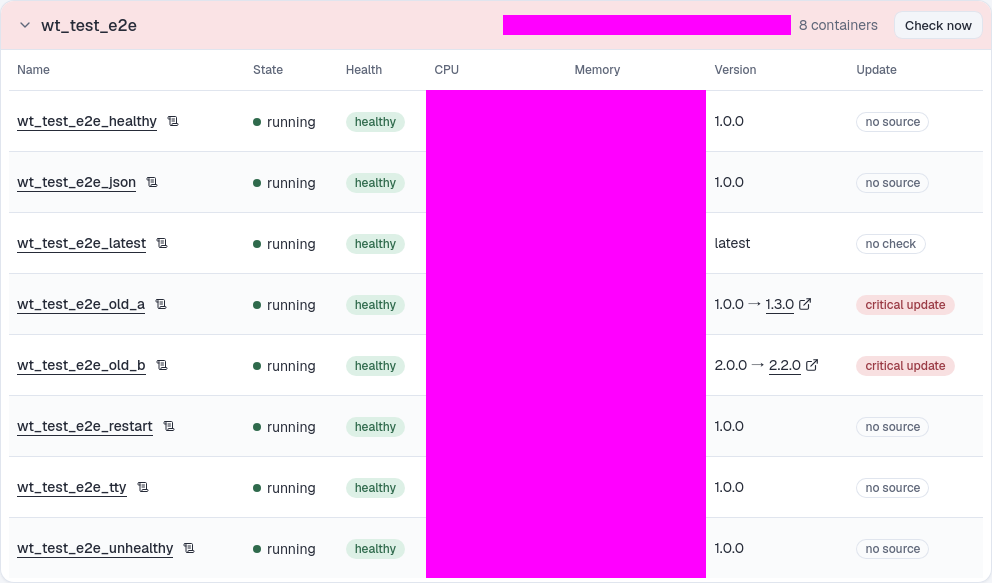 wt_test_e2e 8 containers Check now
Name State Health CPU Memory Version Update
wt_test_e2e_healthy running healthy 1.0.0 no source
wt_test_e2e_json running healthy 1.0.0 no source
wt_test_e2e_latest running healthy latest no check
wt_test_e2e_old_a running healthy 1.0.0 → 1.3.0 critical update
wt_test_e2e_old_b running healthy 2.0.0 → 2.2.0 critical update
wt_test_e2e_restart running healthy 1.0.0 no source
wt_test_e2e_tty running healthy 1.0.0 no source
wt_test_e2e_unhealthy running healthy 1.0.0 no source